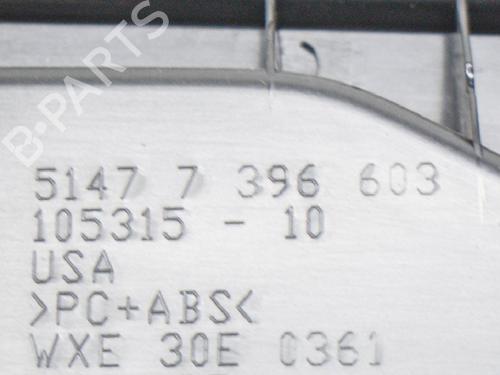 B-PARTS
5147 7 396 603
105315 - 10
USA
>PC+ABS<
WXE 30E 0361